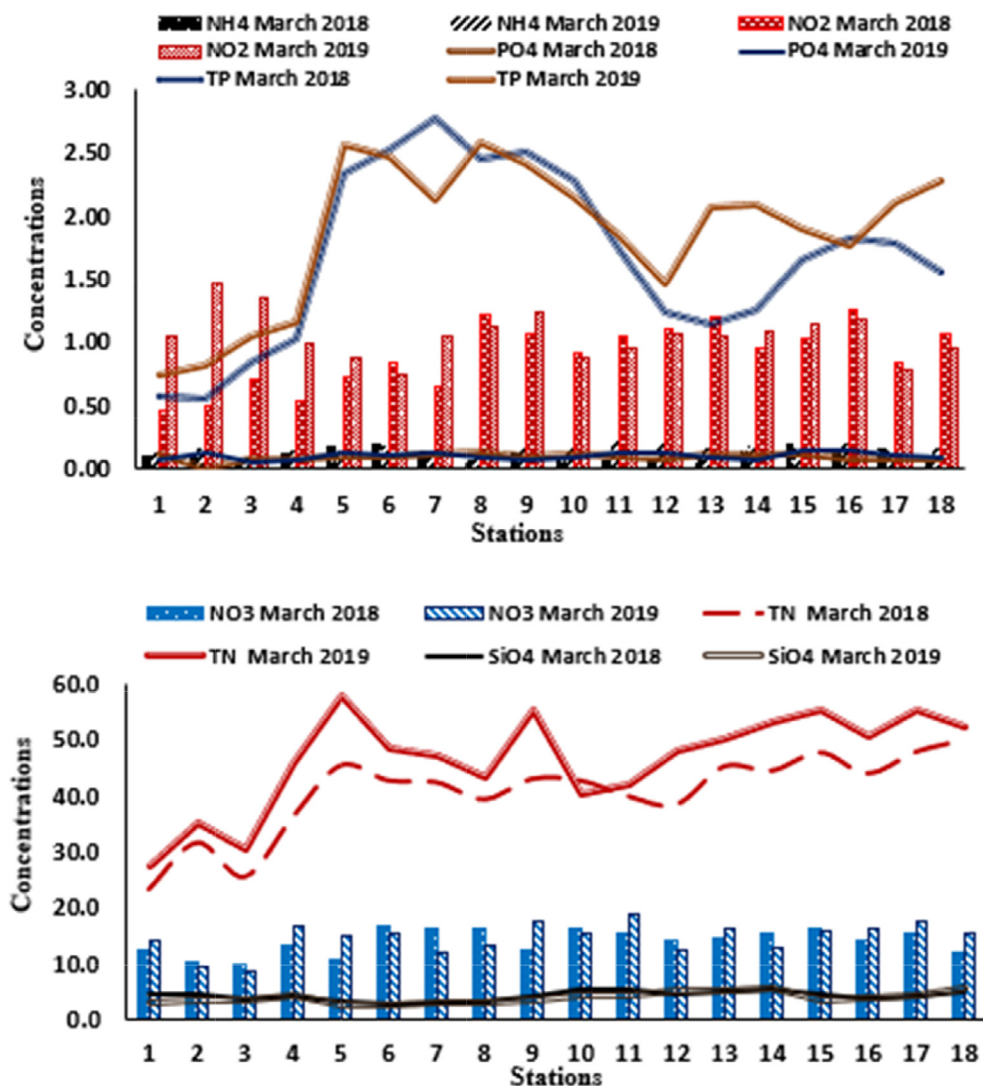 NH4 March 2018 NH4 March 2019 NO2 March 2018
NO2 March 2019 PO4 March 2018 PO4 March 2019
TP March 2018 TP March 2019
3.00
2.50
2.00
1.50
1.00
0.50
0.00
Concentrations
1 2 3 4 5 6 7 8 9 10 11 12 13 14 15 16 17 18
Stations
NO3 March 2018 NO3 March 2019 TN March 2018
TN March 2019 SiO4 March 2018 SiO4 March 2019
60.0
50.0
40.0
30.0
20.0
10.0
0.0
Concentrations
1 2 3 4 5 6 7 8 9 10 11 12 13 14 15 16 17 18
Stations